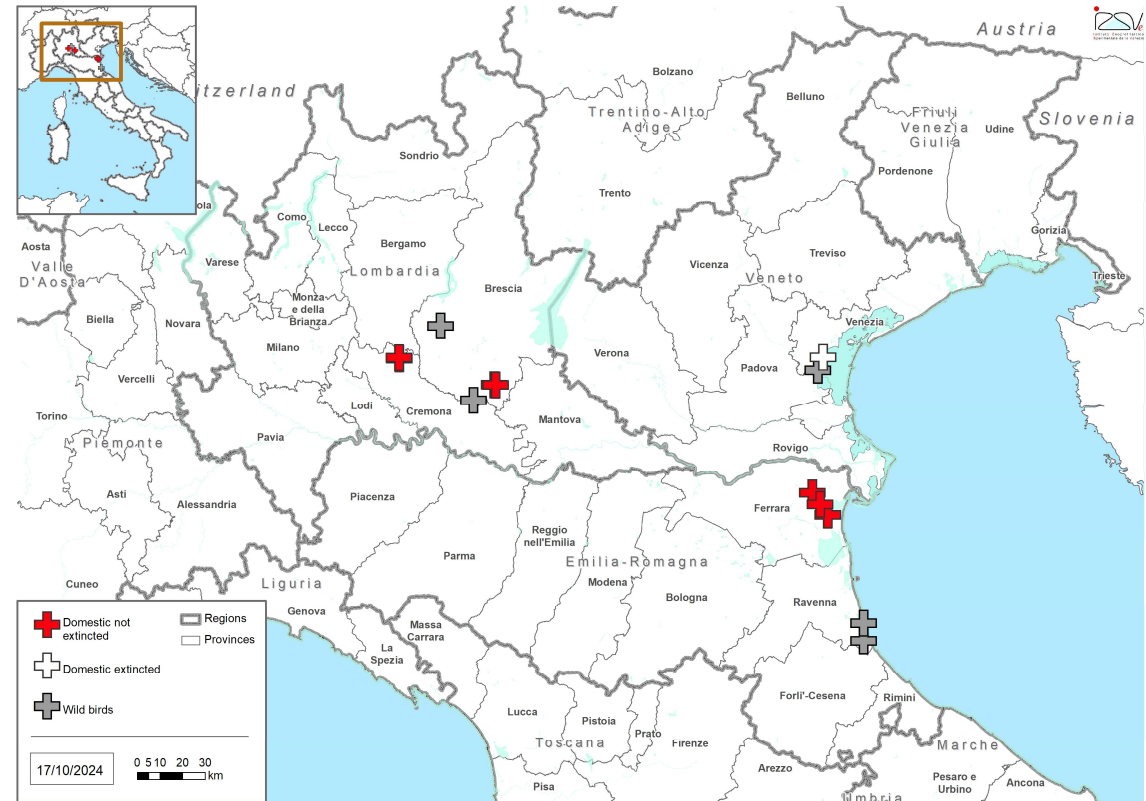 Austria
itzerland
Bolzano
Belluno
Trentino-Alto
Adige
Friuli
Venezia
Giulia
Udine
Slovenia
Sondrio
Pordenone
Trento
ola
Como
Lecco
Gorizia
Aosta
Bergamo
Treviso
Valle
D'Aosta
Varese
Lombardia
Vicenza
Veneto
Trieste
Brescia
Monza
e della
Brianza
Biella
Novara
Venezia
Milano
Verona
Padova
Vercelli
Lodi
Cremona
Mantova
Torino
Piemonte
Pavia
Rovigo
Asti
Alessandria
Piacenza
Ferrara
Reggio
nell'Emilia
Parma
Emilia-Romagna
Modena
Cuneo
Liguria
Bologna
Ravenna
Genova
Massa
Carrara
La
Spezia
Forli'-Cesena
Rimini
Lucca
Pistoia
Prato
Firenze
Toscana
Marche
Arezzo
Pesaro e
Urbino
Ancona
Pisa
Umbria
Domestic not
extincted
Regions
Provinces
Domestic extincted
Wild birds
17/10/2024
0 5 10 20 30
km